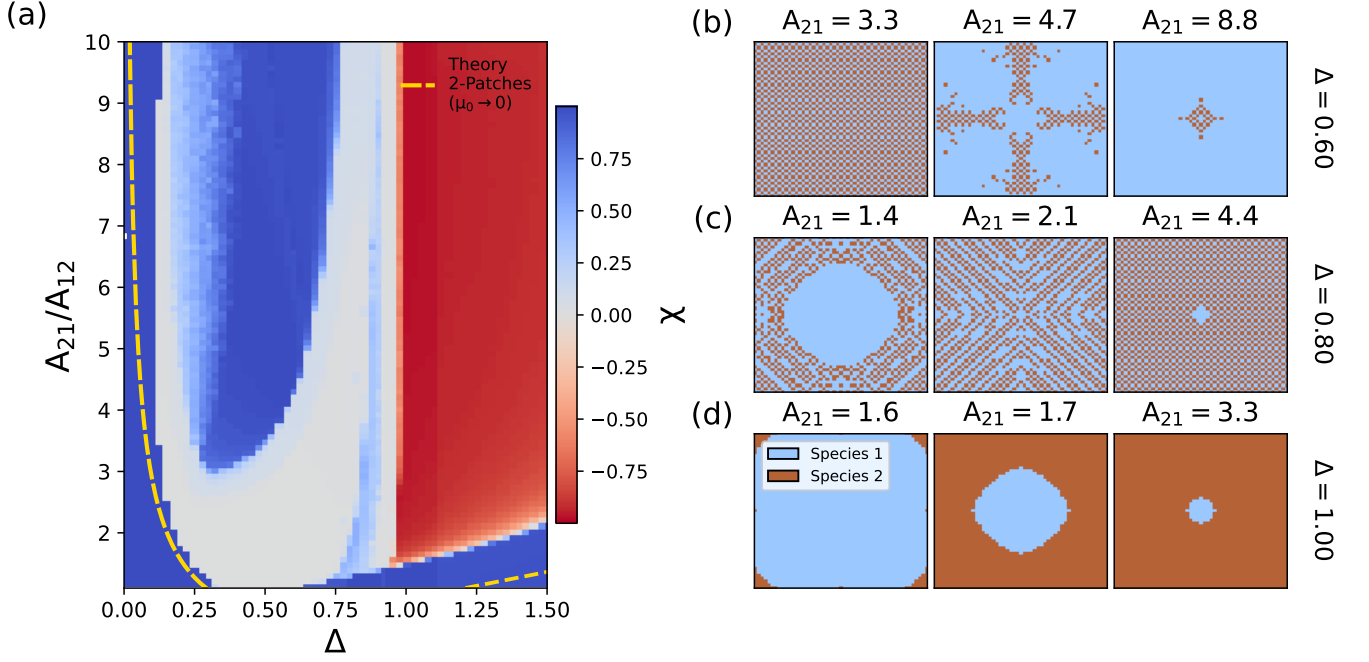 (a)
10
9
8
7
6
5
4
3
2
A₂₁/A₁₂
0.00 0.25 0.50 0.75 1.00 1.25 1.50
Δ
Theory
2-Patches
(μ₀ → 0)
0.75
0.50
0.25
0.00
−0.25
−0.50
−0.75
χ
(b)
A₂₁ = 3.3 A₂₁ = 4.7 A₂₁ = 8.8
Δ = 0.60
(c)
A₂₁ = 1.4 A₂₁ = 2.1 A₂₁ = 4.4
Δ = 0.80
(d)
A₂₁ = 1.6 A₂₁ = 1.7 A₂₁ = 3.3
Species 1
Species 2
Δ = 1.00